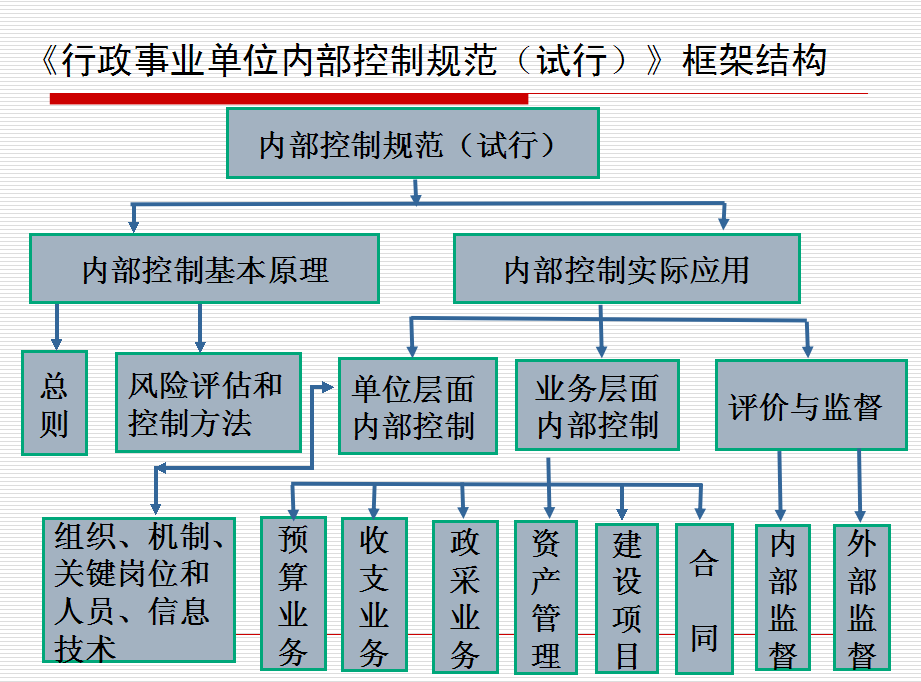 《行政事业单位内部控制规范（试行）》框架结构
内部控制规范（试行）
内部控制基本原理
内部控制实际应用
总
则
风险评估和
控制方法
单位层面
内部控制
业务层面
内部控制
评价与监督
组织、机制、
关键岗位和
人员、信息
技术
预
算
业
务
收
支
业
务
政
采
业
务
资
产
管
理
建
设
项
目
合
同
内
部
监
督
外
部
监
督